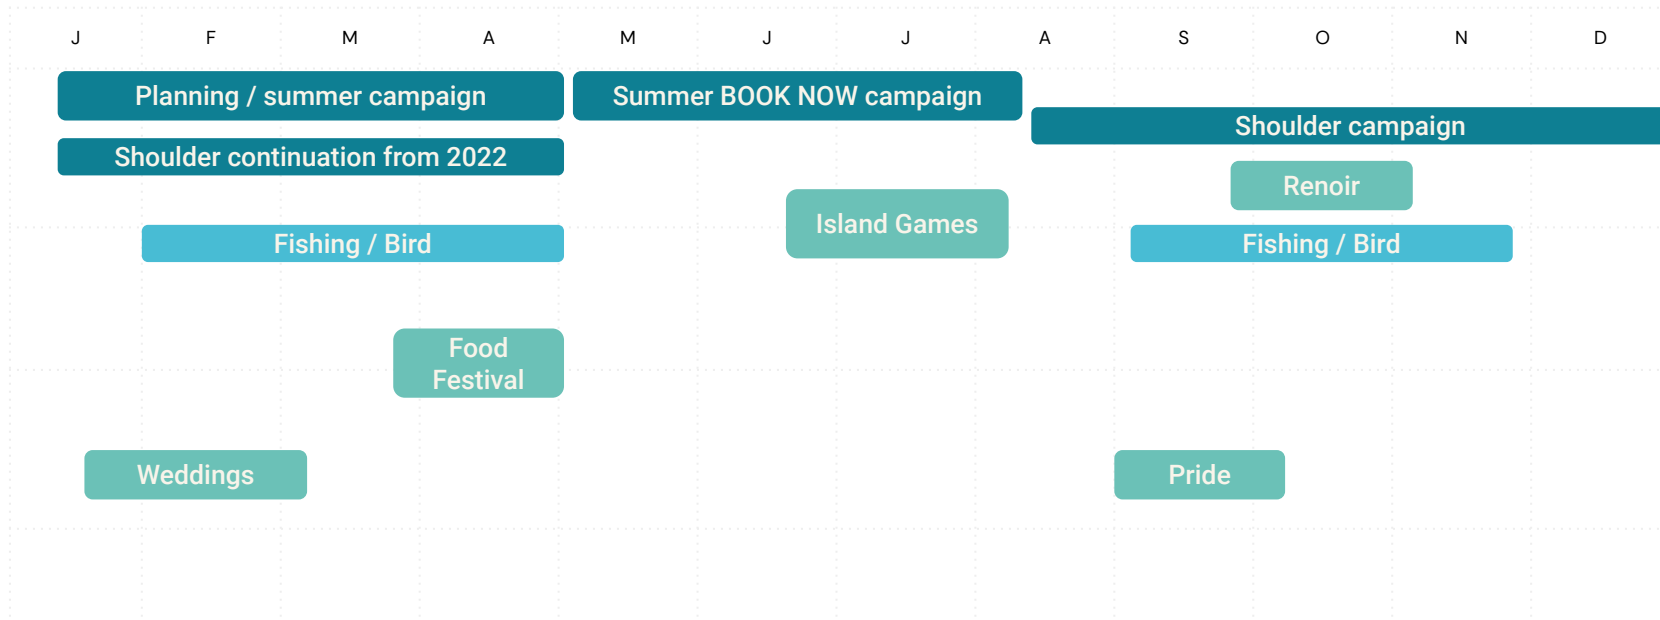 J F M A M J J A S O N D
Planning / summer campaign
Summer BOOK NOW campaign
Shoulder campaign
Shoulder continuation from 2022
Renoir
Island Games
Fishing / Bird
Fishing / Bird
Food
Festival
Weddings
Pride